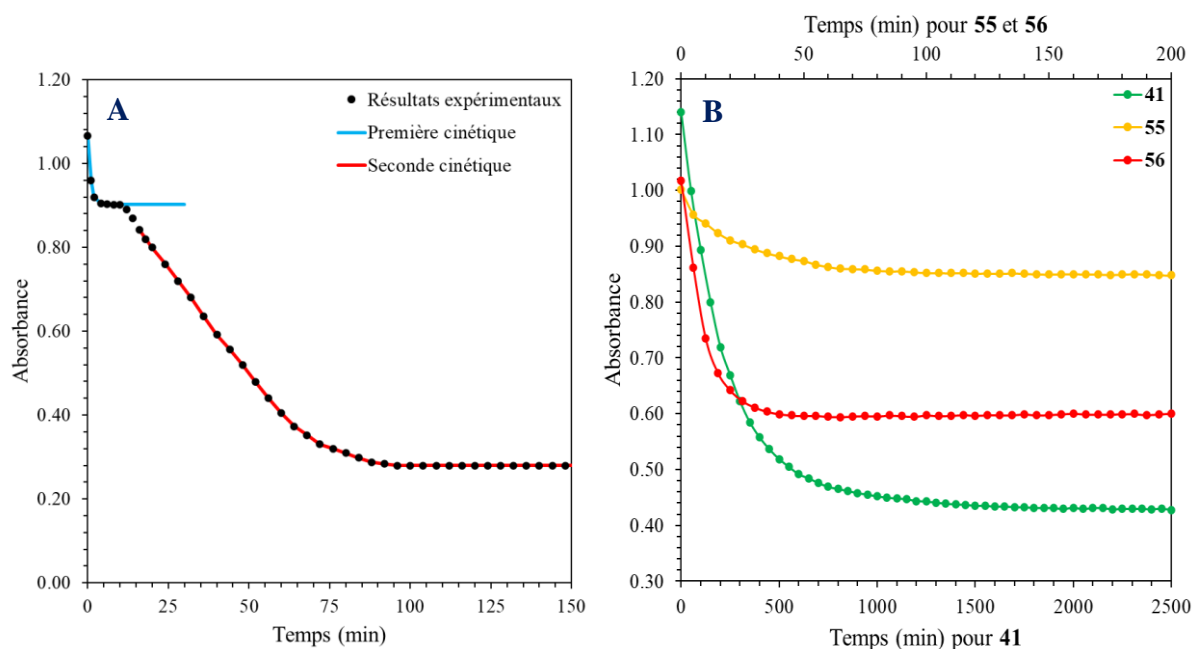 A
Résultats expérimentaux
Première cinétique
Seconde cinétique
1.20
1.00
0.80
0.60
0.40
0.20
0.00
Absorbance
0 25 50 75 100 125 150
Temps (min)
Temps (min) pour 55 et 56
0 50 100 150 200
B
41
55
56
1.20
1.10
1.00
0.90
0.80
0.70
0.60
0.50
0.40
0.30
Absorbance
0 500 1000 1500 2000 2500
Temps (min) pour 41